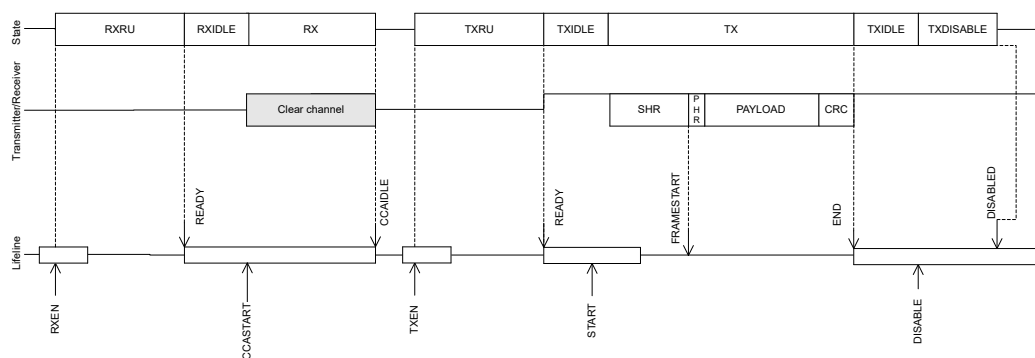 State
RXRU
RXIDLE
RX
TXRU
TXIDLE
TX
TXIDLE
TXDISABLE
Transmitter/Receiver
Clear channel
SHR
PHR
PAYLOAD
CRC
READY
CCAIDLE
READY
FRAMESTART
END
DISABLED
Lifeline
RXEN
CCASTART
TXEN
START
DISABLE